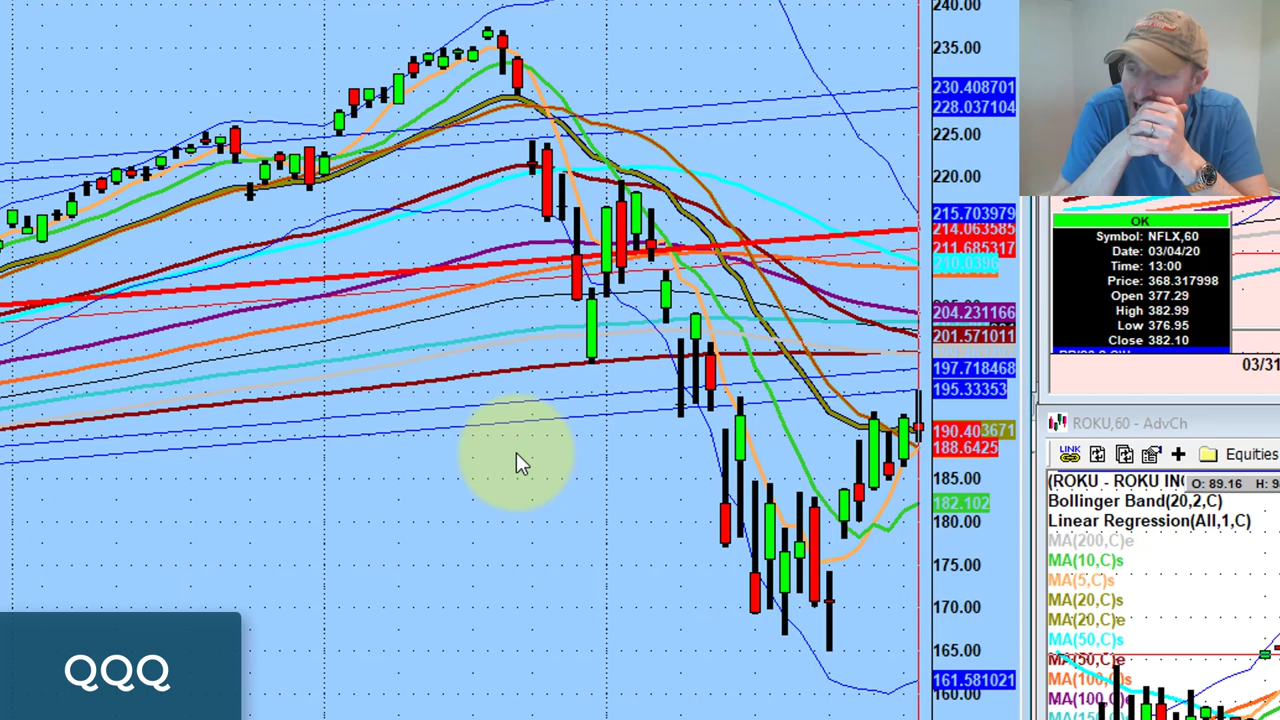 240.00
235.00
230.408701
228.037104
225.00
220.00
215.703979
214.063585
211.685317
210.0396
204.231166
201.571011
197.718468
195.33353
190.403671
188.6425
185.00
182.102
180.00
175.00
170.00
165.00
161.581021
160.00
QQQ
OK
Symbol: NFLX,60
Date: 03/04/20
Time: 13:00
Price: 368.317998
Open 377.29
High 382.99
Low 376.95
Close 382.10
03/31
ROKU,60 - AdvCh
LINK
Equities
(ROKU - ROKU INC
O: 89.16 H: 9
Bollinger Band(20,2,C)
Linear Regression(All,1,C)
MA(200,C)e
MA(10,C)s
MA(5,C)s
MA(20,C)s
MA(20,C)e
MA(50,C)s
MA(50,C)e
MA(100,C)s
MA(100,C)e